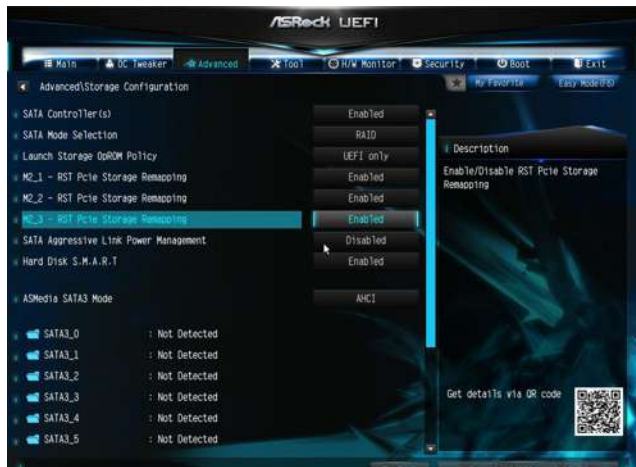 ASRock UEFI
Main OC Tweaker Advanced Tool H/W Monitor Security Boot Exit
Advanced\Storage Configuration
My Favorite Easy Mode(F6)
SATA Controller(s) Enabled
SATA Mode Selection RAID
Launch Storage OpROM Policy UEFI only
M2_1 - RST Pcie Storage Remapping Enabled
M2_2 - RST Pcie Storage Remapping Enabled
M2_3 - RST Pcie Storage Remapping Enabled
SATA Aggressive Link Power Management Disabled
Hard Disk S.M.A.R.T Enabled
ASMedia SATA3 Mode AHCI
SATA3_0 : Not Detected
SATA3_1 : Not Detected
SATA3_2 : Not Detected
SATA3_3 : Not Detected
SATA3_4 : Not Detected
SATA3_5 : Not Detected
Description
Enable/Disable RST Pcie Storage
Remapping
Get details via QR code